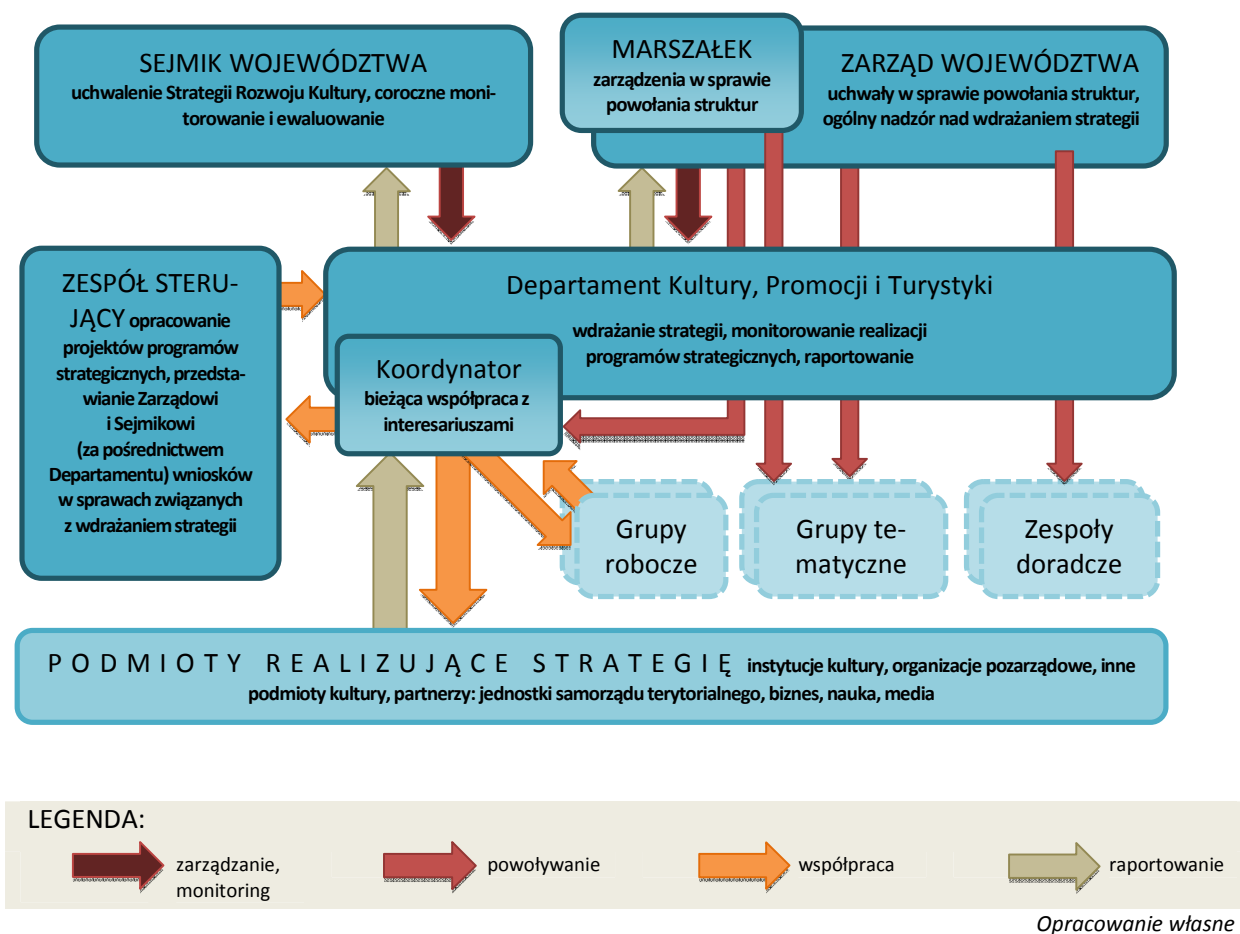 SEJMIK WOJEWÓDZTWA
uchwalenie Strategii Rozwoju Kultury, coroczne moni-
torowanie i ewaluowanie
MARSZAŁEK
zarządzenia w sprawie
powołania struktur
ZARZĄD WOJEWÓDZTWA
uchwały w sprawie powołania struktur,
ogólny nadzór nad wdrażaniem strategii
ZESPÓŁ STERU-
JĄCY opracowanie
projektów programów
strategicznych, przedsta-
wianie Zarządowi
i Sejmikowi
(za pośrednictwem
Departamentu) wniosków
w sprawach związanych
z wdrażaniem strategii
Departament Kultury, Promocji i Turystyki
wdrażanie strategii, monitorowanie realizacji
programów strategicznych, raportowanie
Koordynator
bieżąca współpraca z
interesariuszami
Grupy
robocze
Grupy te-
matyczne
Zespoły
doradcze
PODMIOTY REALIZUJĄCE STRATEGIĘ instytucje kultury, organizacje pozarządowe, inne
podmioty kultury, partnerzy: jednostki samorządu terytorialnego, biznes, nauka, media
LEGENDA:
zarządzanie,
monitoring
powoływanie
współpraca
raportowanie
Opracowanie własne